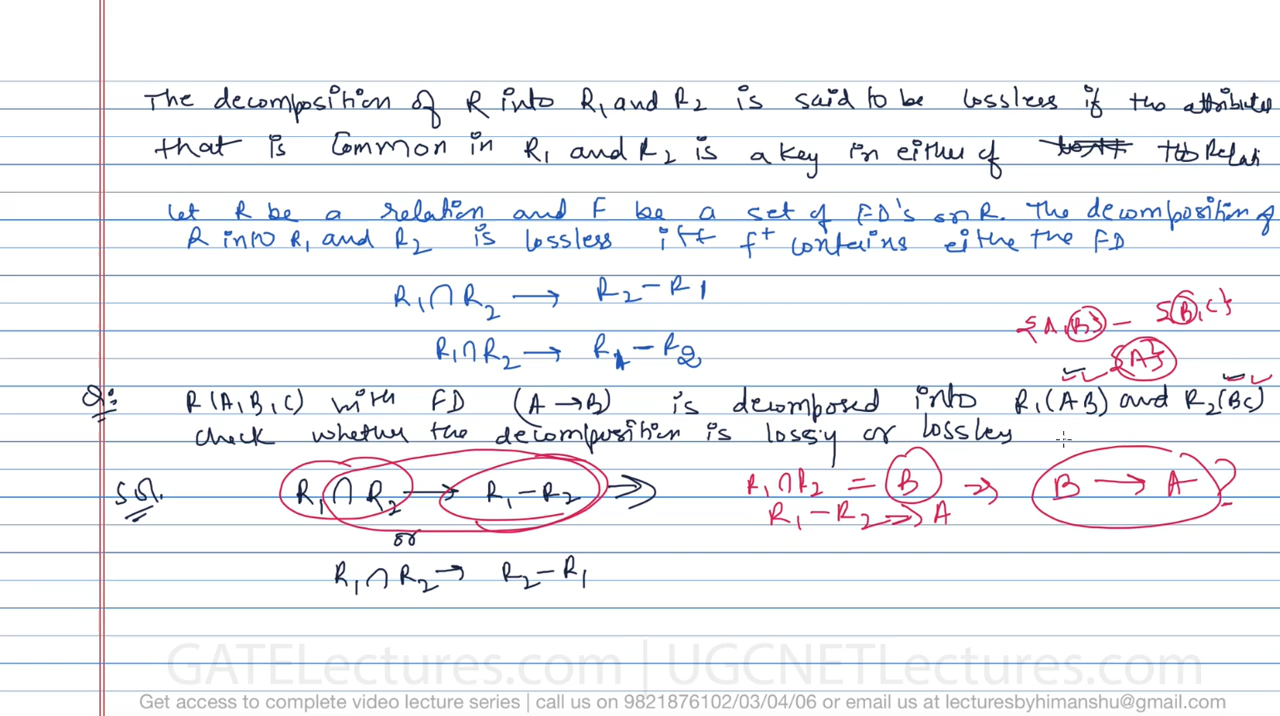 The decomposition of R into R1 and R2 is said to be lossless if the attributes
that is Common in R1 and R2 is a key in either of the Relati
Let R be a relation and F be a set of FD's on R. The decomposition of
R into R1 and R2 is lossless iff f+ contains eithe the FD
R1 ∩ R2 → R2 − R1
R1 ∩ R2 → R1 − R2
{A,B} − {B,C}
{A}
Q: R(A,B,C) with FD (A → B) is decomposed into R1(AB) and R2(BC)
check whether the decomposition is lossy or lossley
Sol. R1 ∩ R2 → R1 − R2 ⇒ R1 ∩ R2 = B ⇒ B → A ?
R1 − R2 ⇒ A
or
R1 ∩ R2 → R2 − R1
GATELectures.com | UGCNETLectures.com
Get access to complete video lecture series | call us on 9821876102/03/04/06 or email us at lecturesbyhimanshu@gmail.com